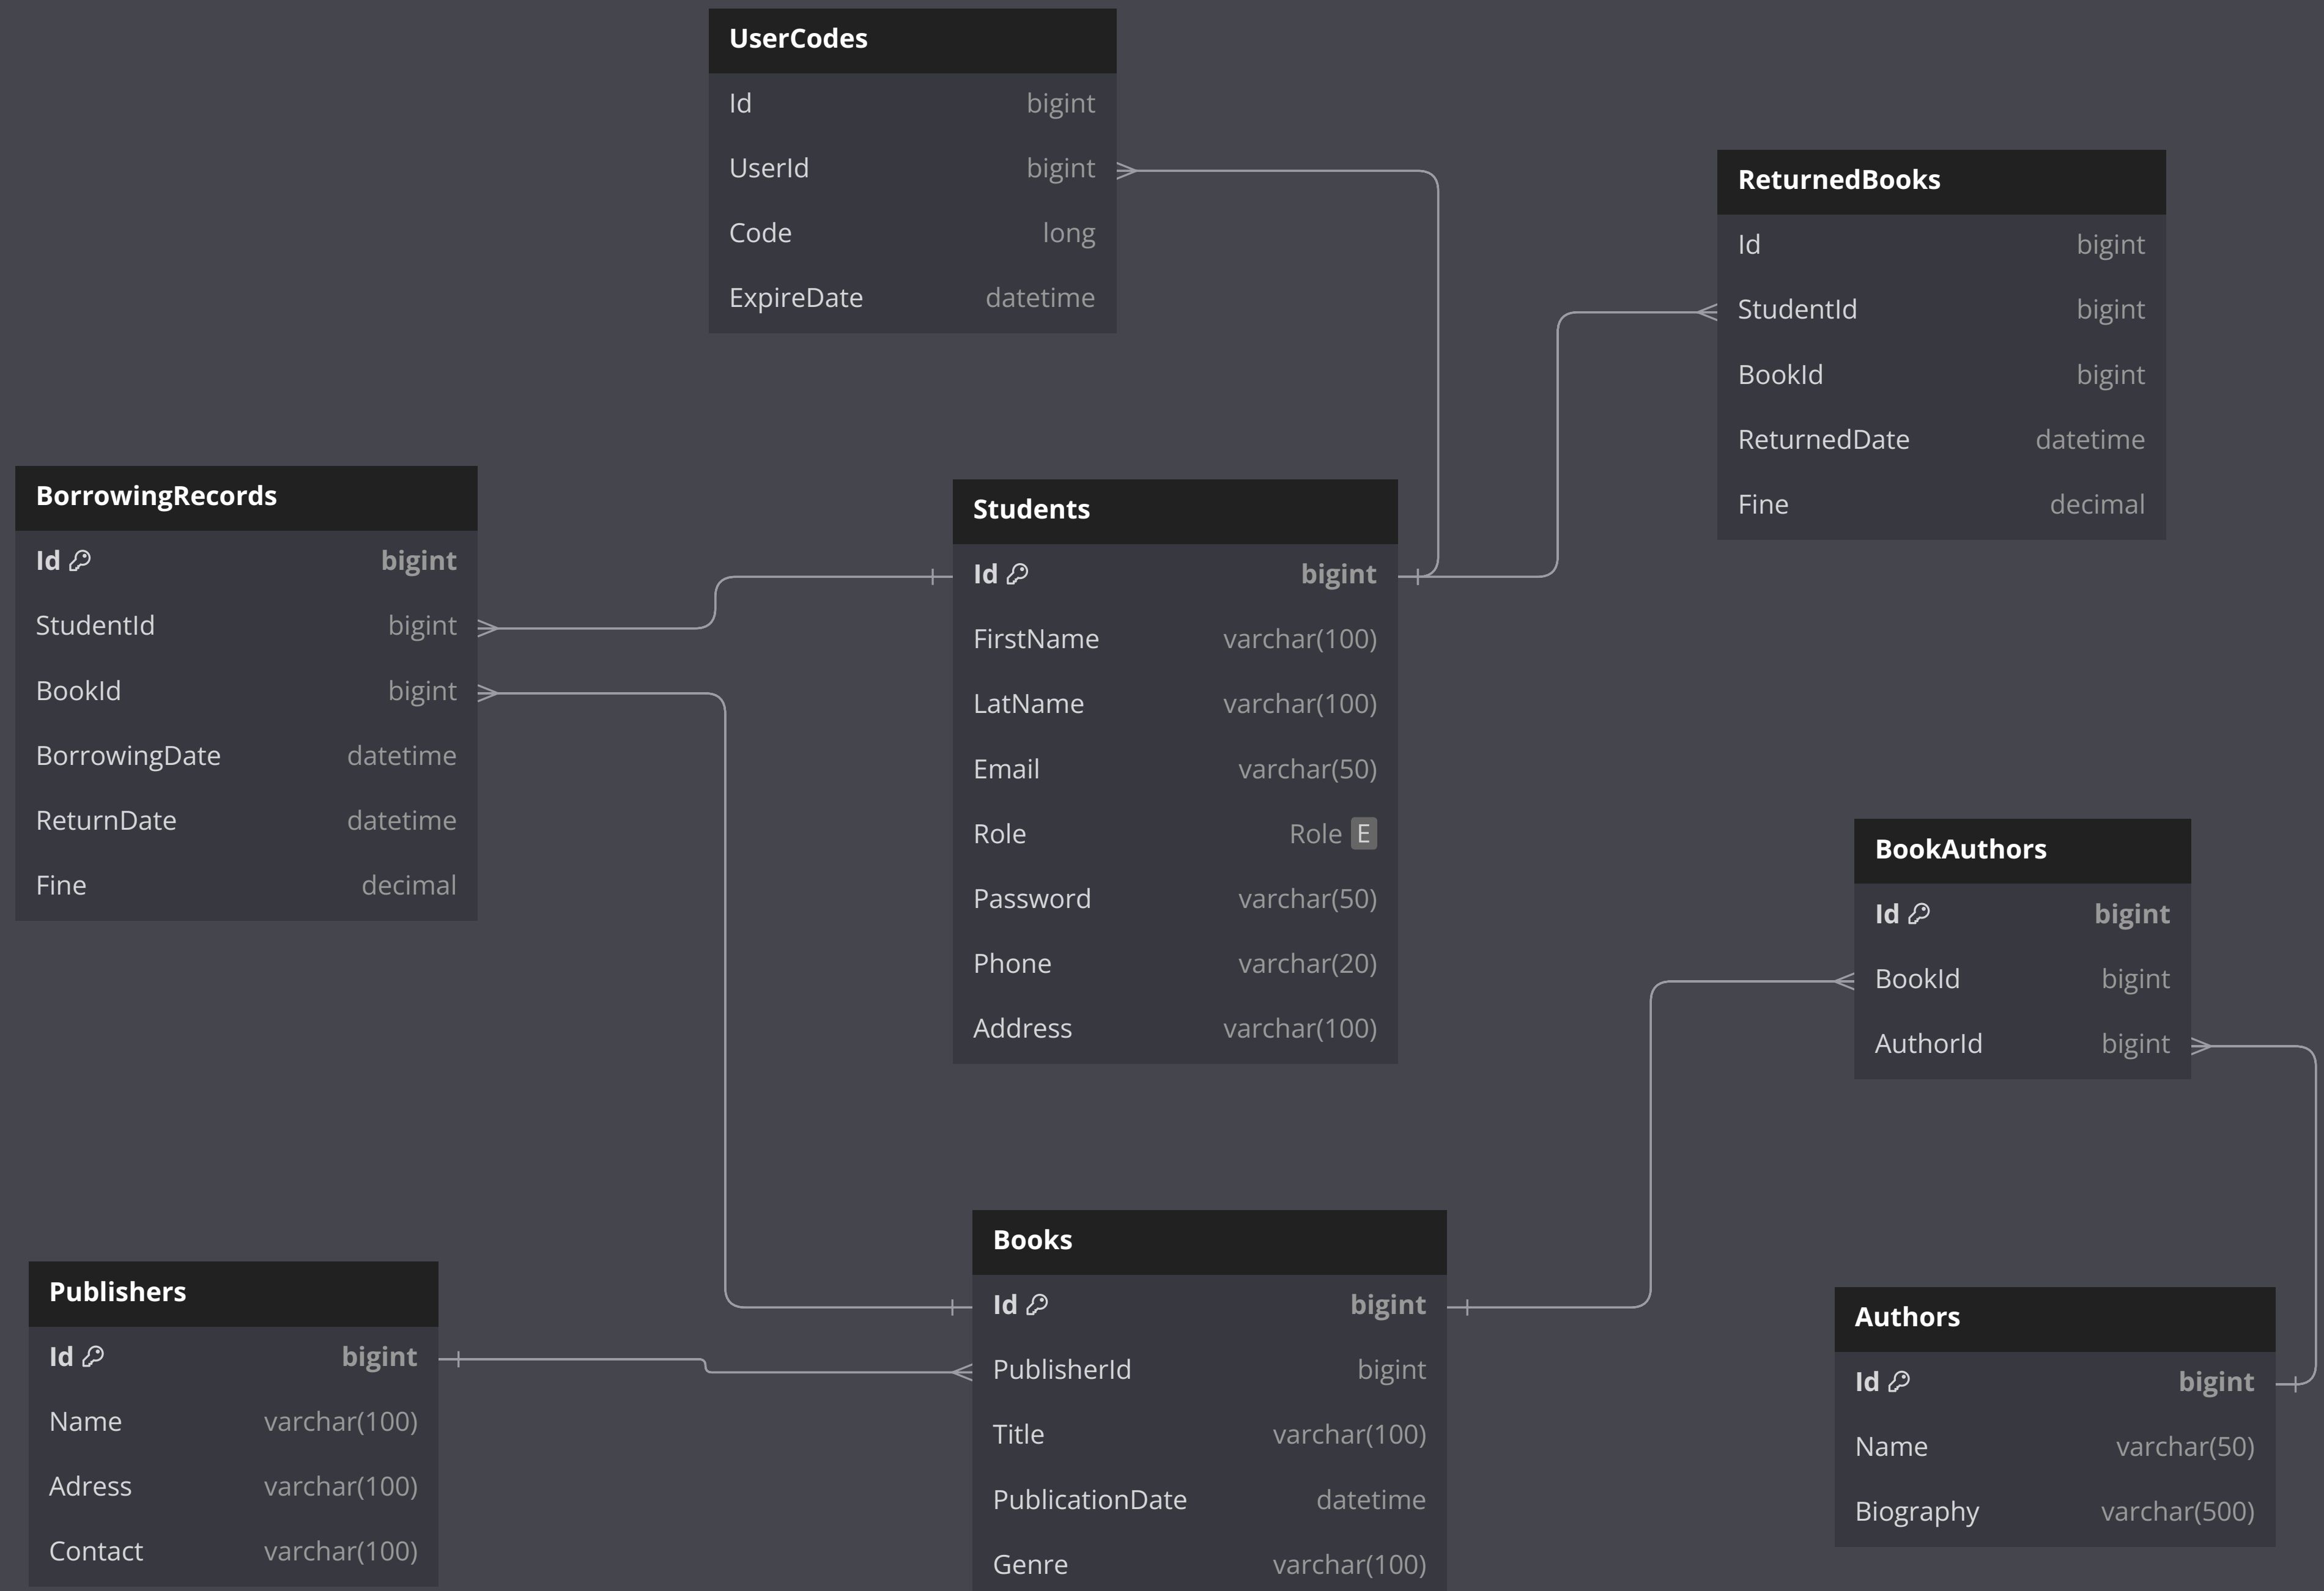 UserCodes
Id bigint
UserId bigint
Code long
ExpireDate datetime
ReturnedBooks
Id bigint
StudentId bigint
BookId bigint
ReturnedDate datetime
Fine decimal
BorrowingRecords
Id bigint
StudentId bigint
BookId bigint
BorrowingDate datetime
ReturnDate datetime
Fine decimal
Students
Id bigint
FirstName varchar(100)
LatName varchar(100)
Email varchar(50)
Role Role E
Password varchar(50)
Phone varchar(20)
Address varchar(100)
BookAuthors
Id bigint
BookId bigint
AuthorId bigint
Publishers
Id bigint
Name varchar(100)
Adress varchar(100)
Contact varchar(100)
Books
Id bigint
PublisherId bigint
Title varchar(100)
PublicationDate datetime
Genre varchar(100)
Authors
Id bigint
Name varchar(50)
Biography varchar(500)